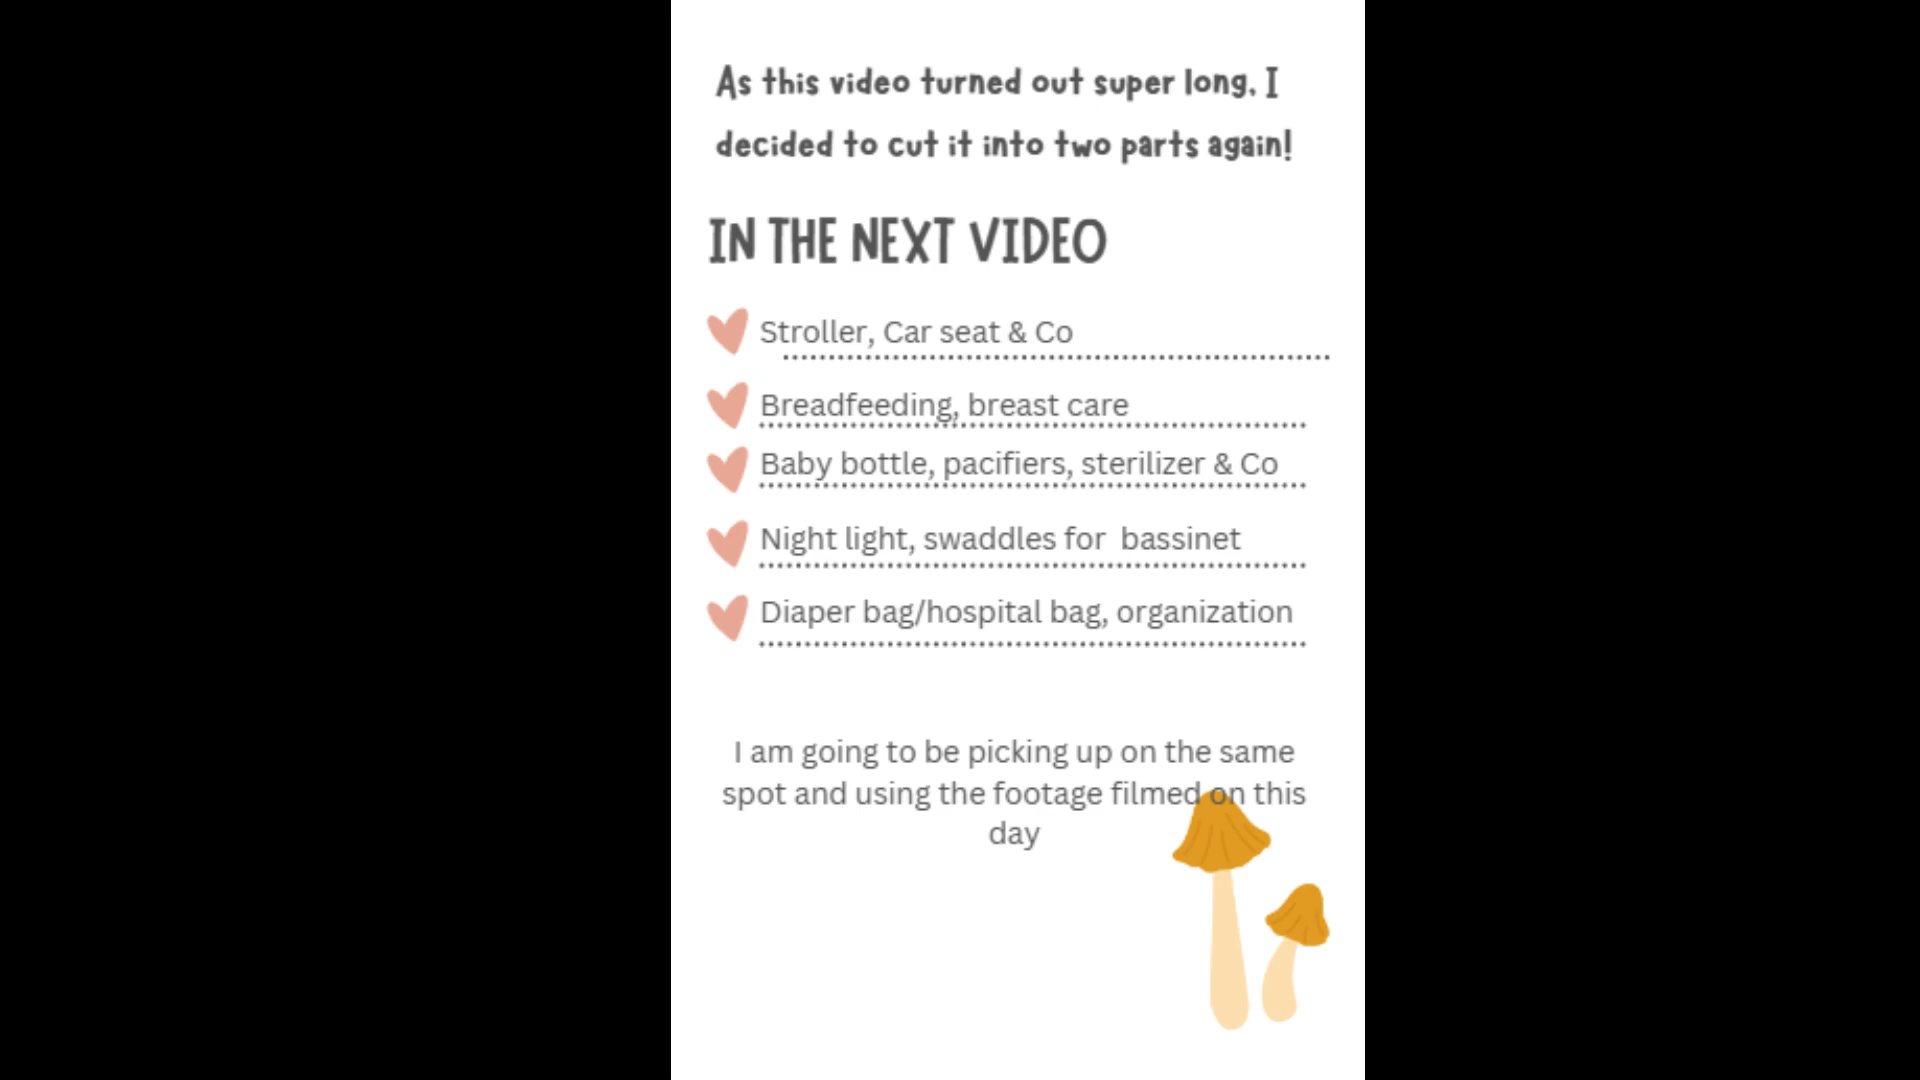 As this video turned out super long, I
decided to cut it into two parts again!
IN THE NEXT VIDEO
Stroller, Car seat & Co
Breadfeeding, breast care
Baby bottle, pacifiers, sterilizer & Co
Night light, swaddles for  bassinet
Diaper bag/hospital bag, organization
I am going to be picking up on the same
spot and using the footage filmed on this
day